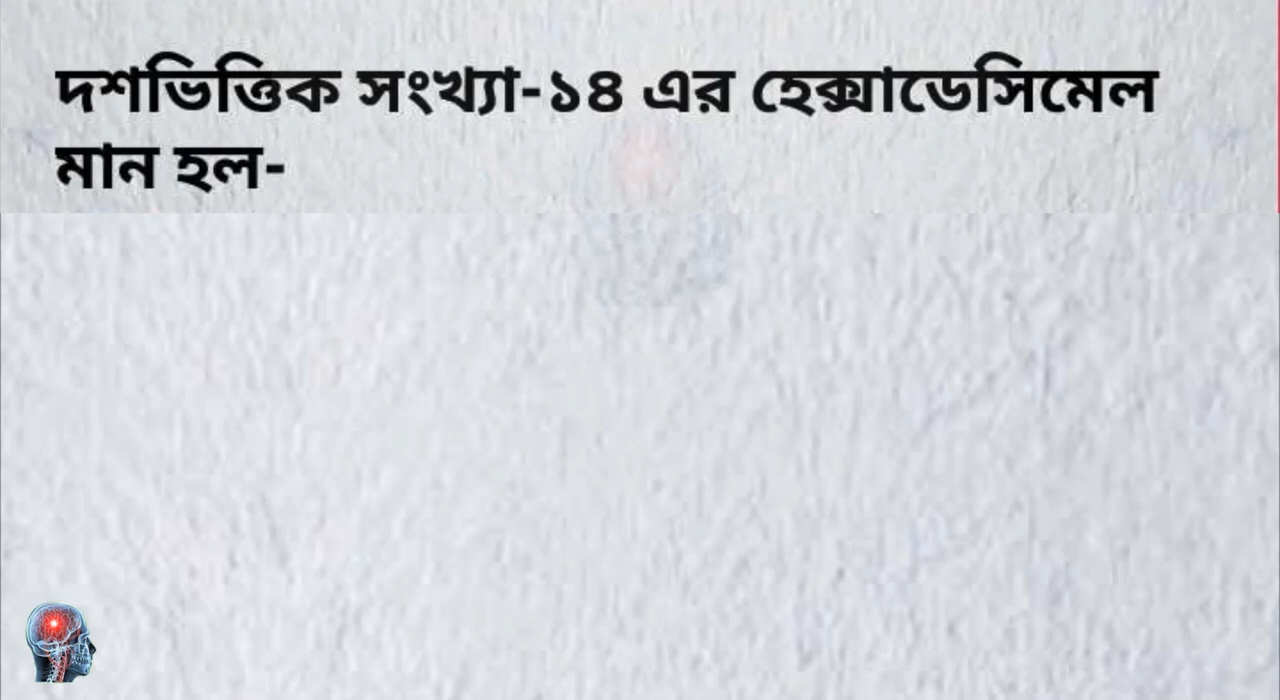 দশভিত্তিক সংখ্যা-১৪ এর হেক্সাডেসিমেল
মান হল-